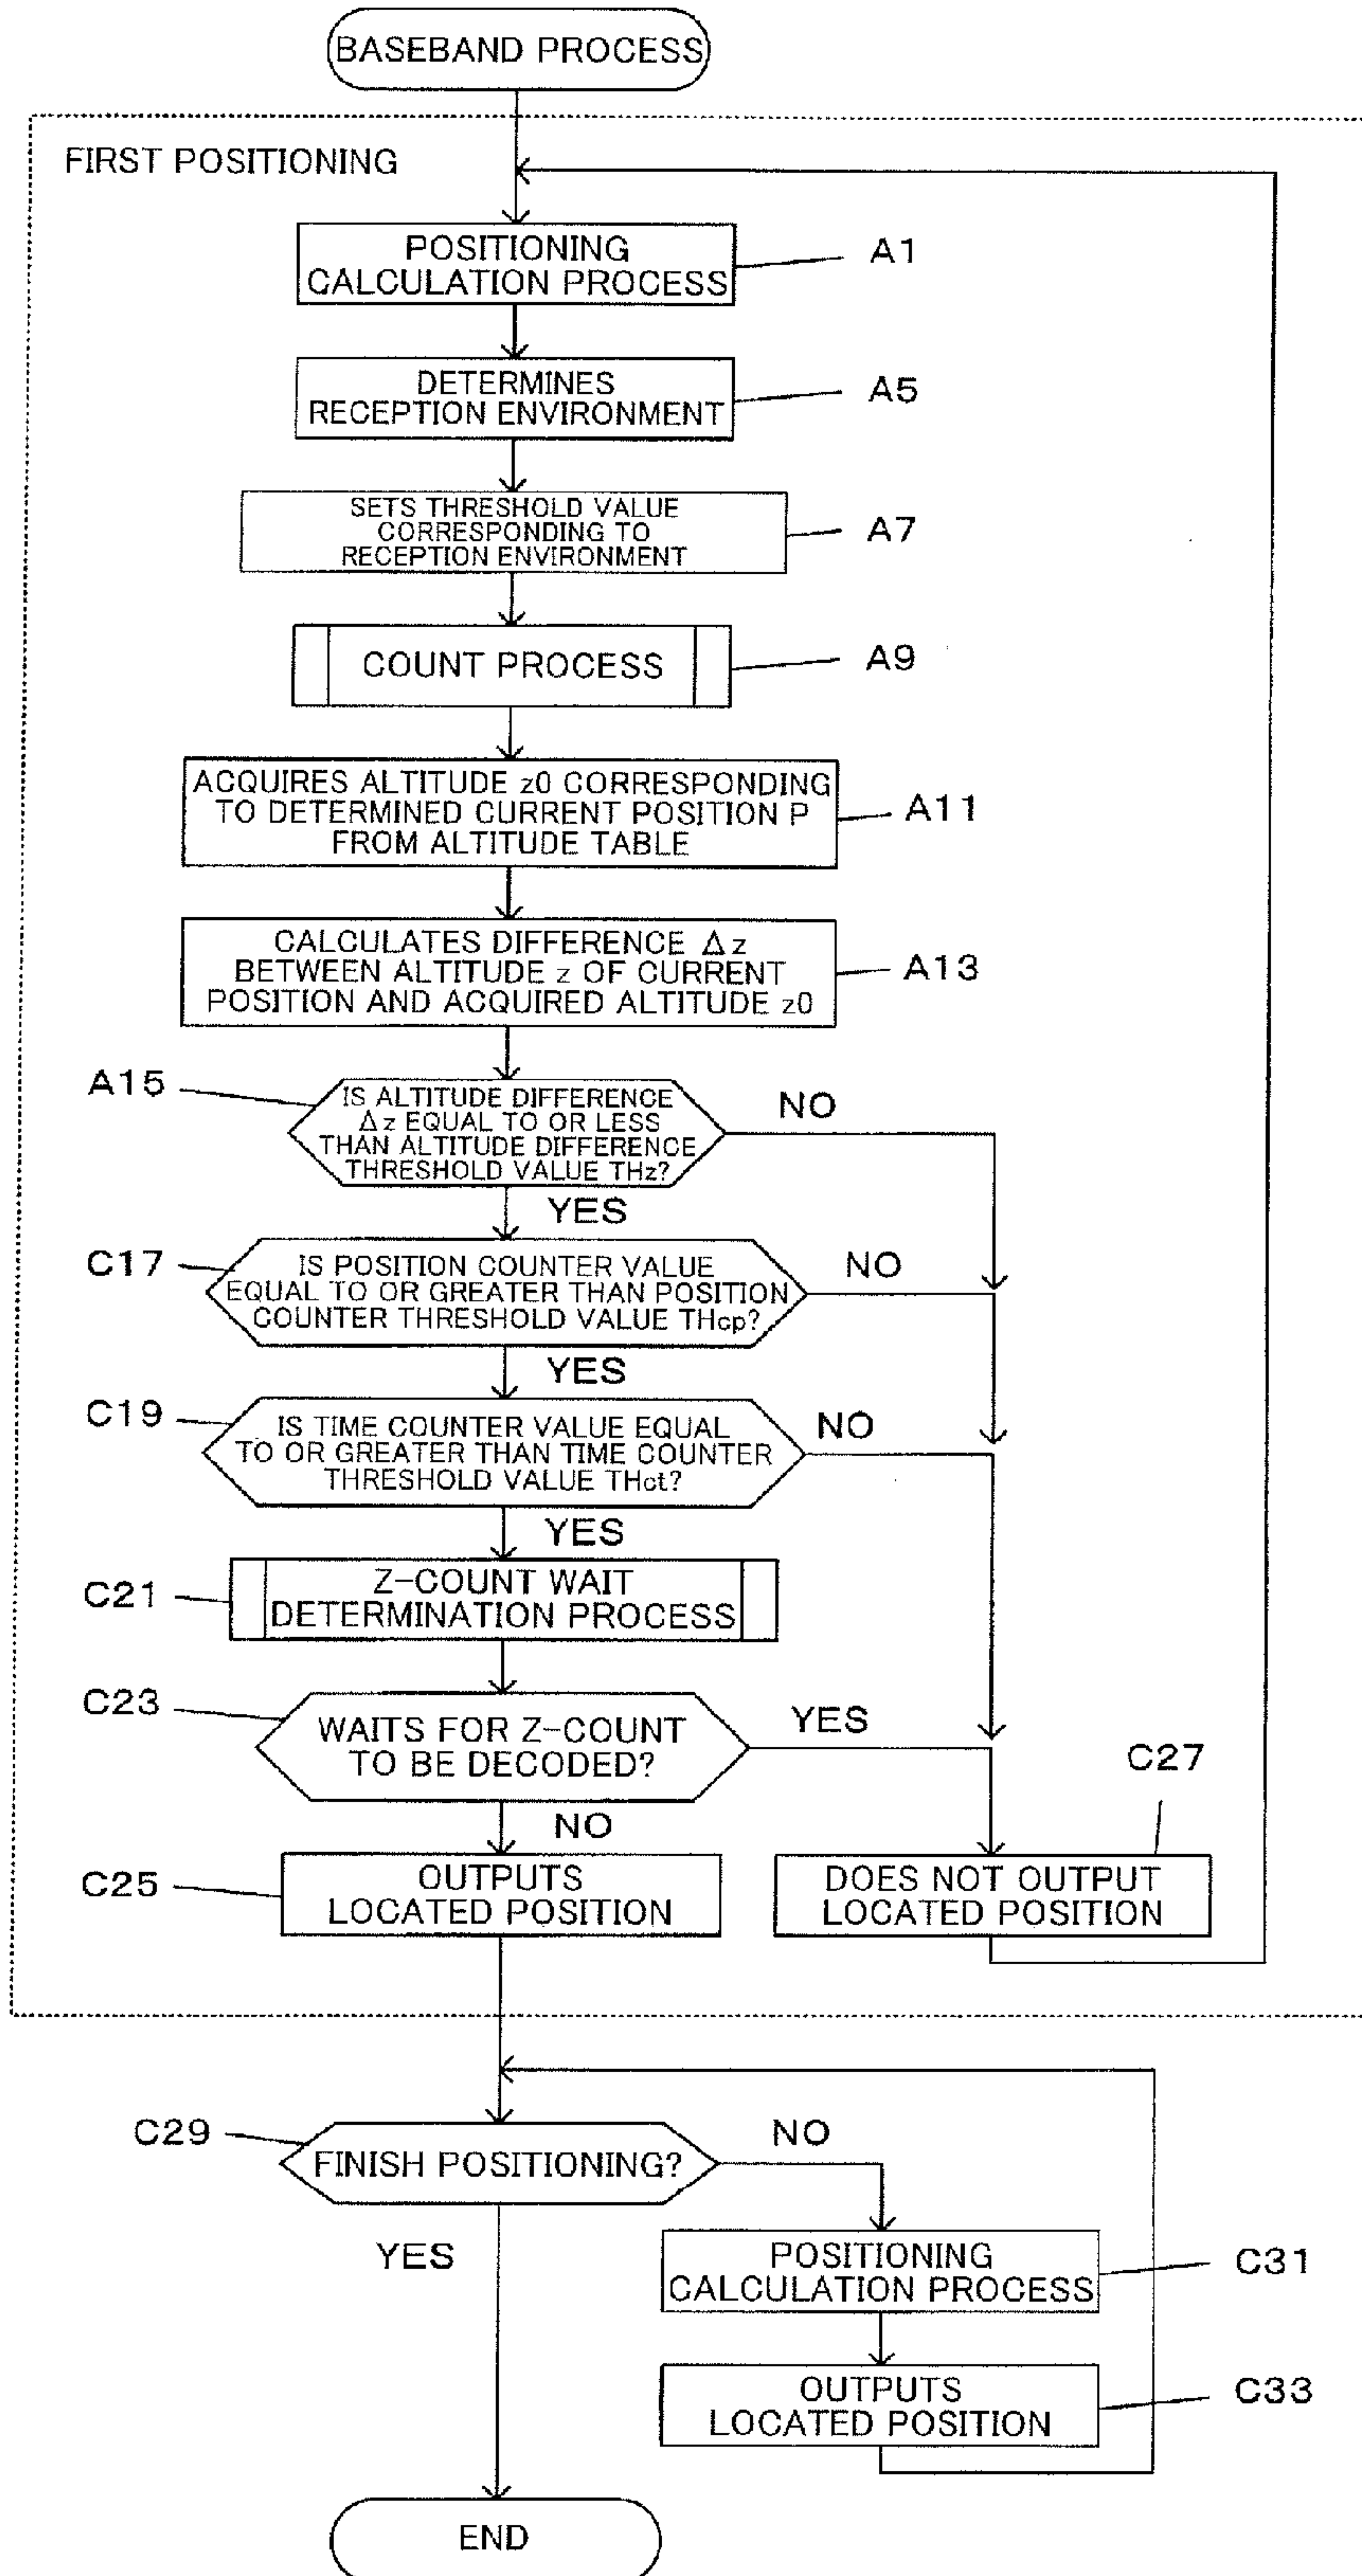 BASEBAND PROCESS
FIRST POSITIONING
POSITIONING
CALCULATION PROCESS
A1
DETERMINES
RECEPTION ENVIRONMENT
A5
SETS THRESHOLD VALUE
CORRESPONDING TO
RECEPTION ENVIRONMENT
A7
COUNT PROCESS
A9
ACQUIRES ALTITUDE z0 CORRESPONDING
TO DETERMINED CURRENT POSITION P
FROM ALTITUDE TABLE
A11
CALCULATES DIFFERENCE Δz
BETWEEN ALTITUDE z OF CURRENT
POSITION AND ACQUIRED ALTITUDE z0
A13
A15
IS ALTITUDE DIFFERENCE
Δz EQUAL TO OR LESS
THAN ALTITUDE DIFFERENCE
THRESHOLD VALUE THz?
NO
YES
C17
IS POSITION COUNTER VALUE
EQUAL TO OR GREATER THAN POSITION
COUNTER THRESHOLD VALUE THcp?
NO
YES
C19
IS TIME COUNTER VALUE EQUAL
TO OR GREATER THAN TIME COUNTER
THRESHOLD VALUE THct?
NO
YES
C21
Z-COUNT WAIT
DETERMINATION PROCESS
C23
WAITS FOR Z-COUNT
TO BE DECODED?
YES
NO
C27
C25
OUTPUTS
LOCATED POSITION
DOES NOT OUTPUT
LOCATED POSITION
C29
FINISH POSITIONING?
NO
YES
POSITIONING
CALCULATION PROCESS
C31
OUTPUTS
LOCATED POSITION
C33
END